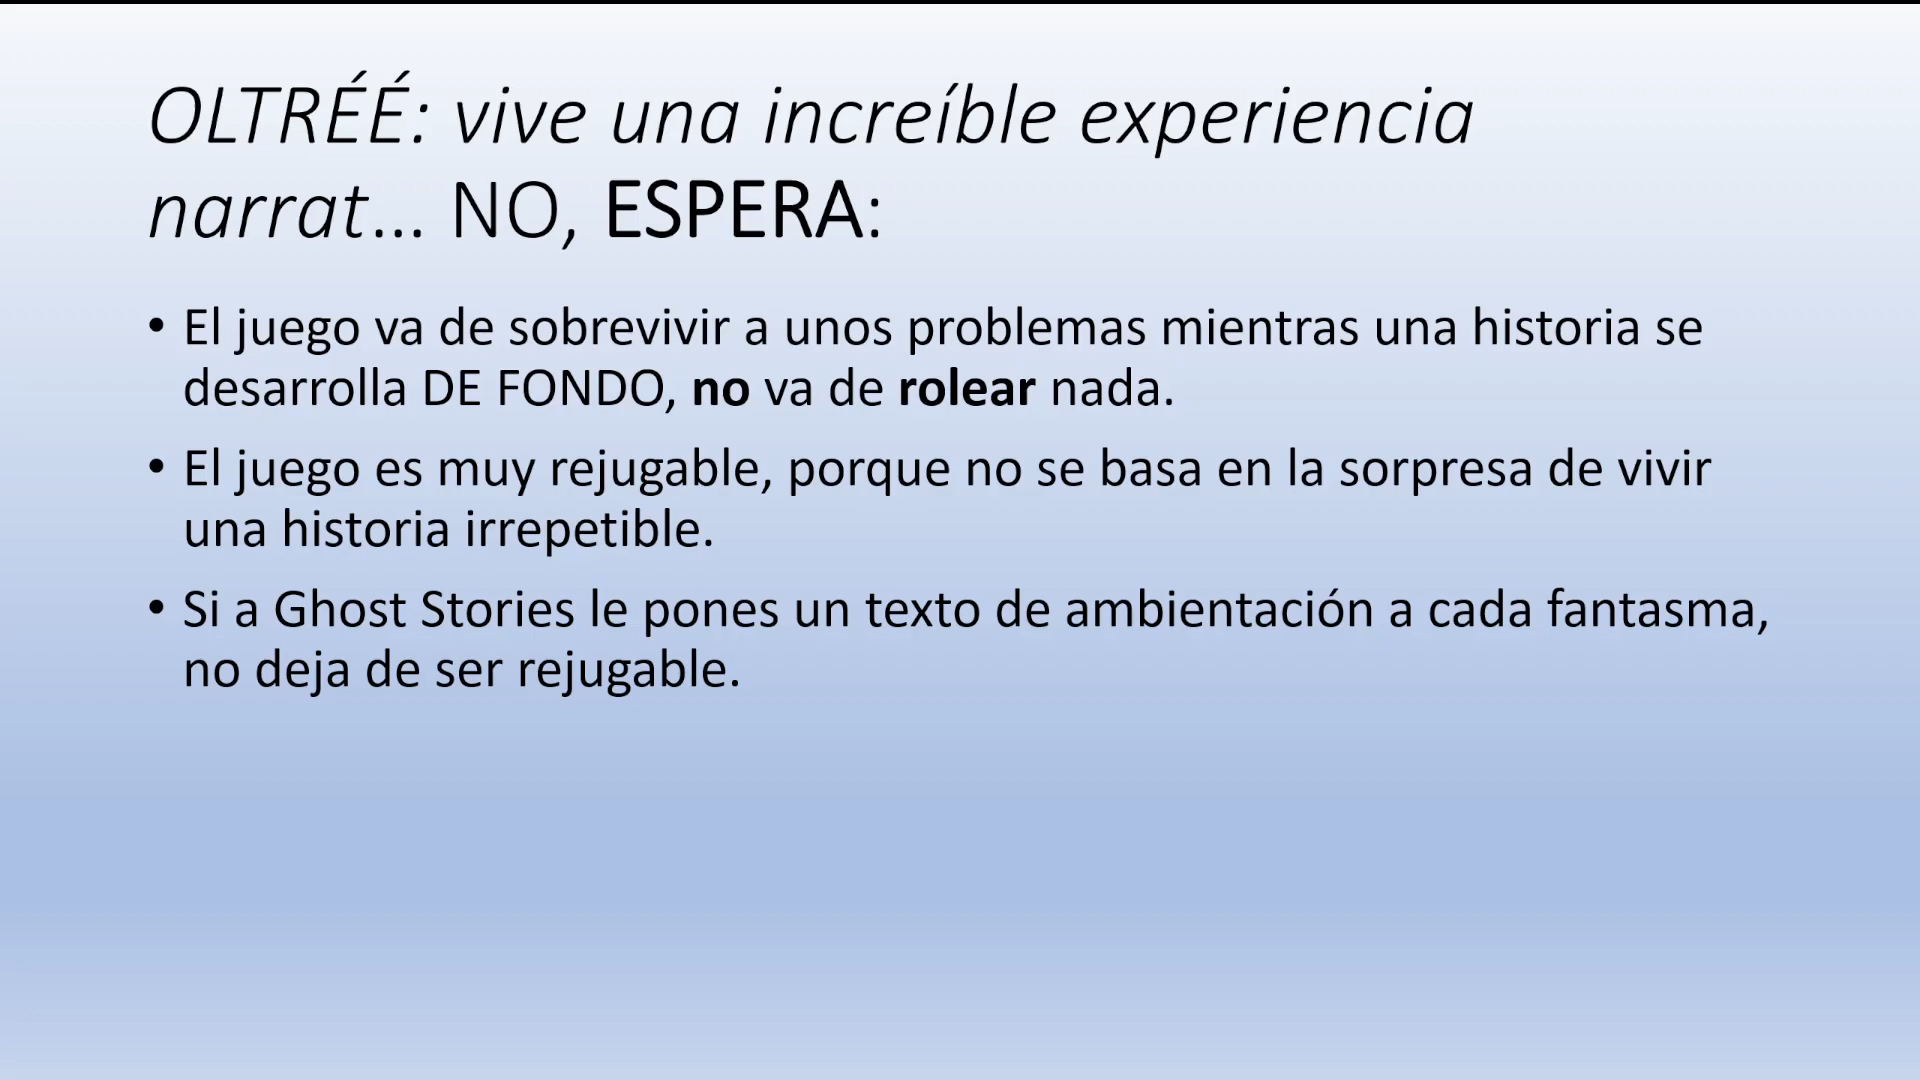 OLTRÉÉ: vive una increíble experiencia
narrat... NO, ESPERA:
• El juego va de sobrevivir a unos problemas mientras una historia se
desarrolla DE FONDO, no va de rolear nada.
• El juego es muy rejugable, porque no se basa en la sorpresa de vivir
una historia irrepetible.
• Si a Ghost Stories le pones un texto de ambientación a cada fantasma,
no deja de ser rejugable.